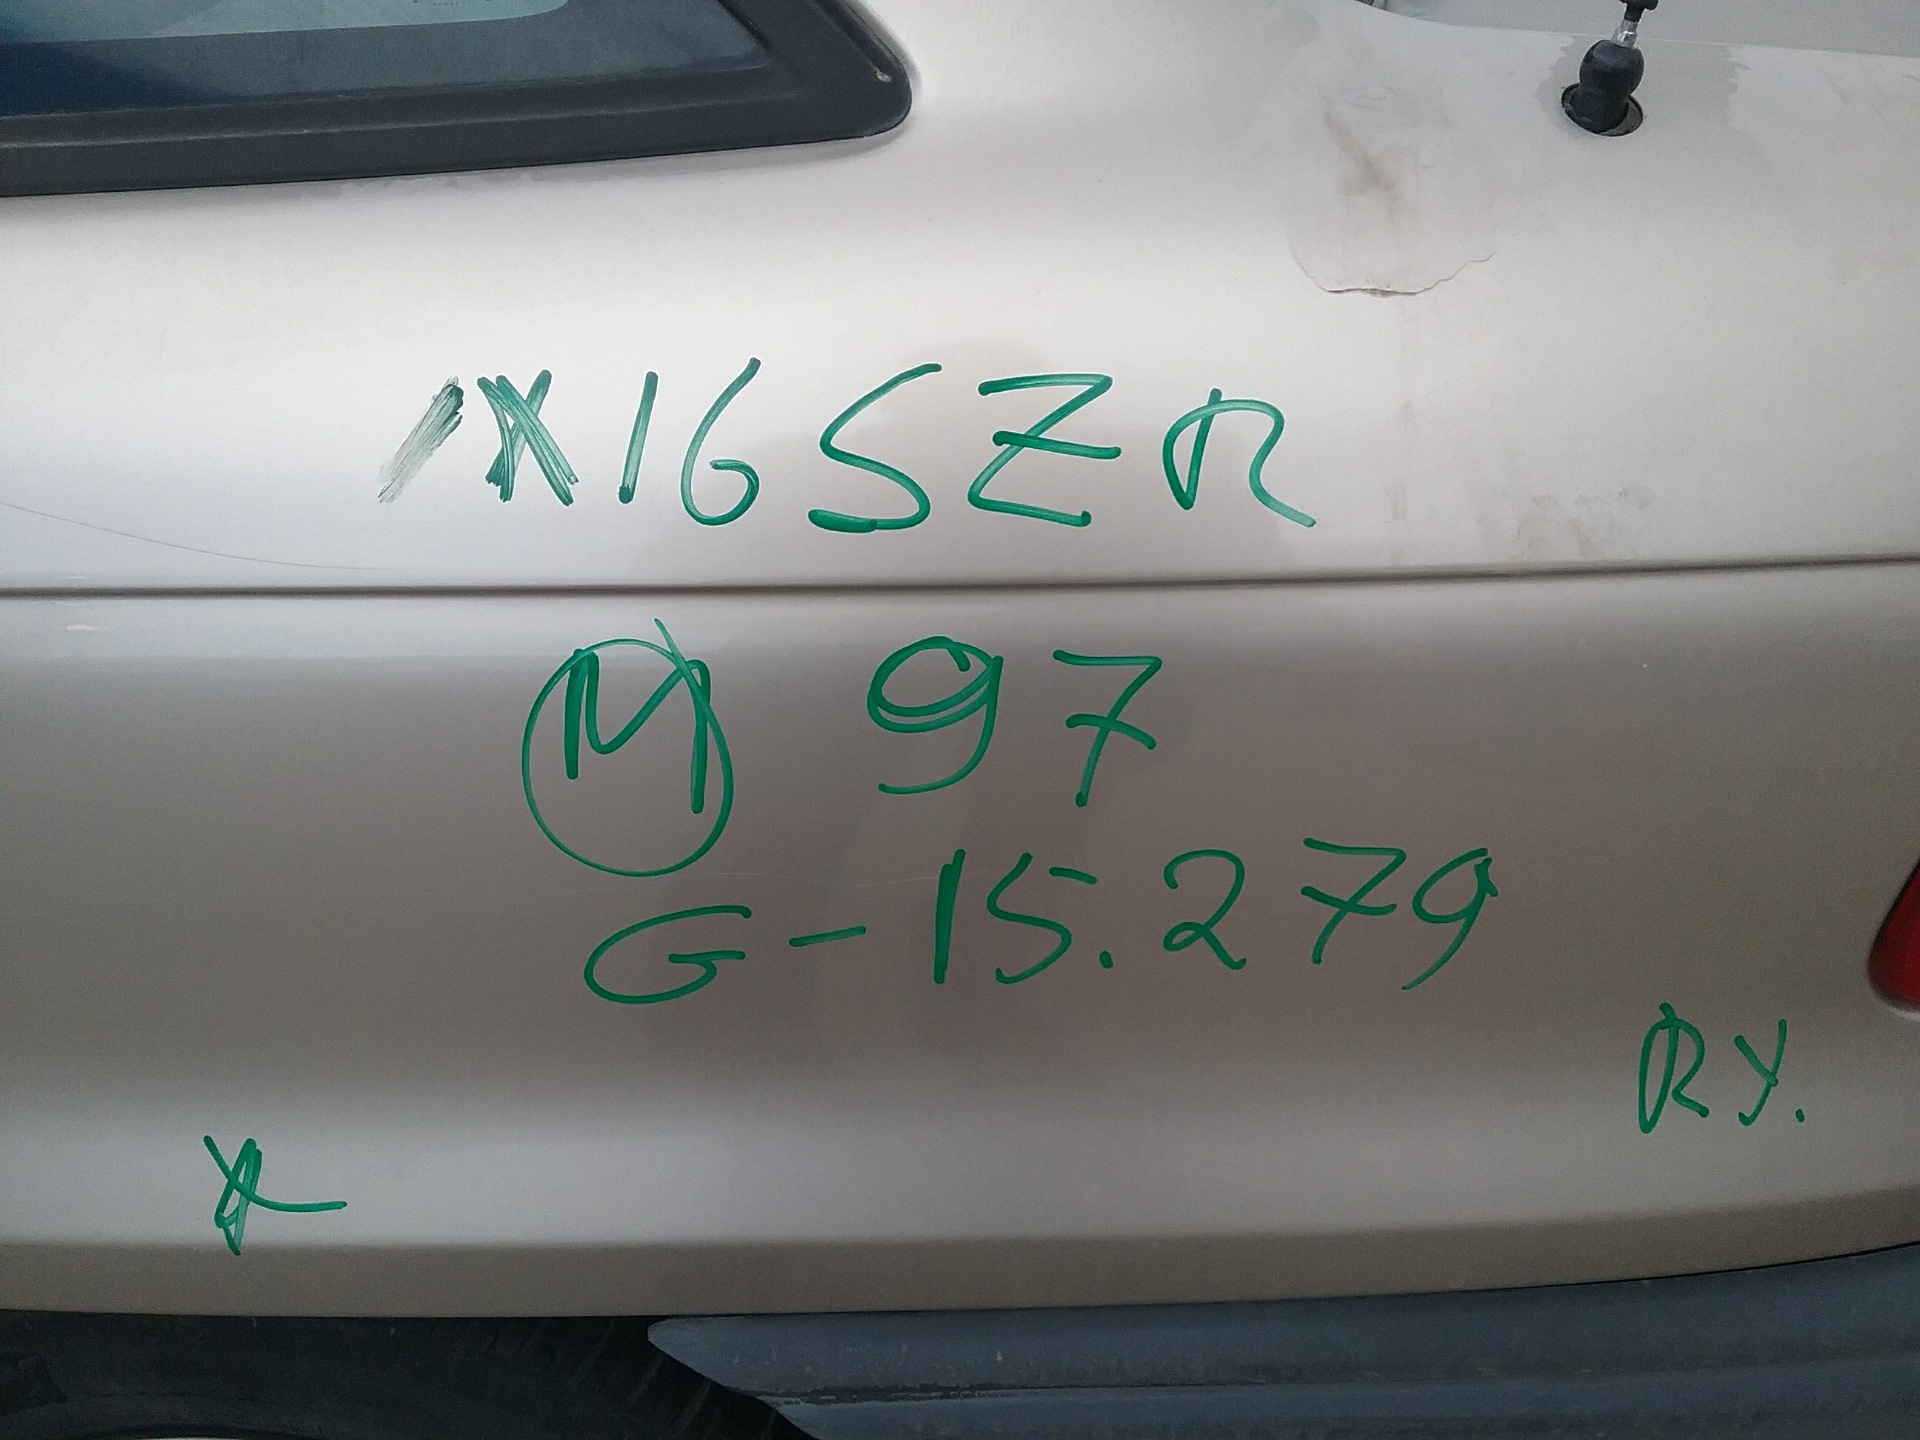 X16SZR
M 97
G-15.279
RY.